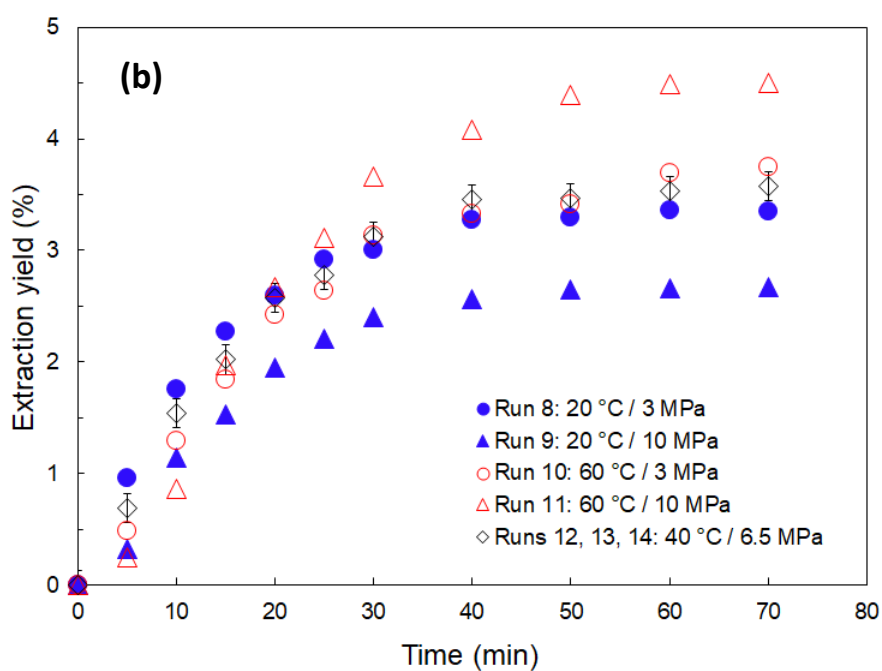 (b)
Extraction yield (%)
5
4
3
2
1
0
Run 8: 20 °C / 3 MPa
Run 9: 20 °C / 10 MPa
Run 10: 60 °C / 3 MPa
Run 11: 60 °C / 10 MPa
Runs 12, 13, 14: 40 °C / 6.5 MPa
0 10 20 30 40 50 60 70 80
Time (min)